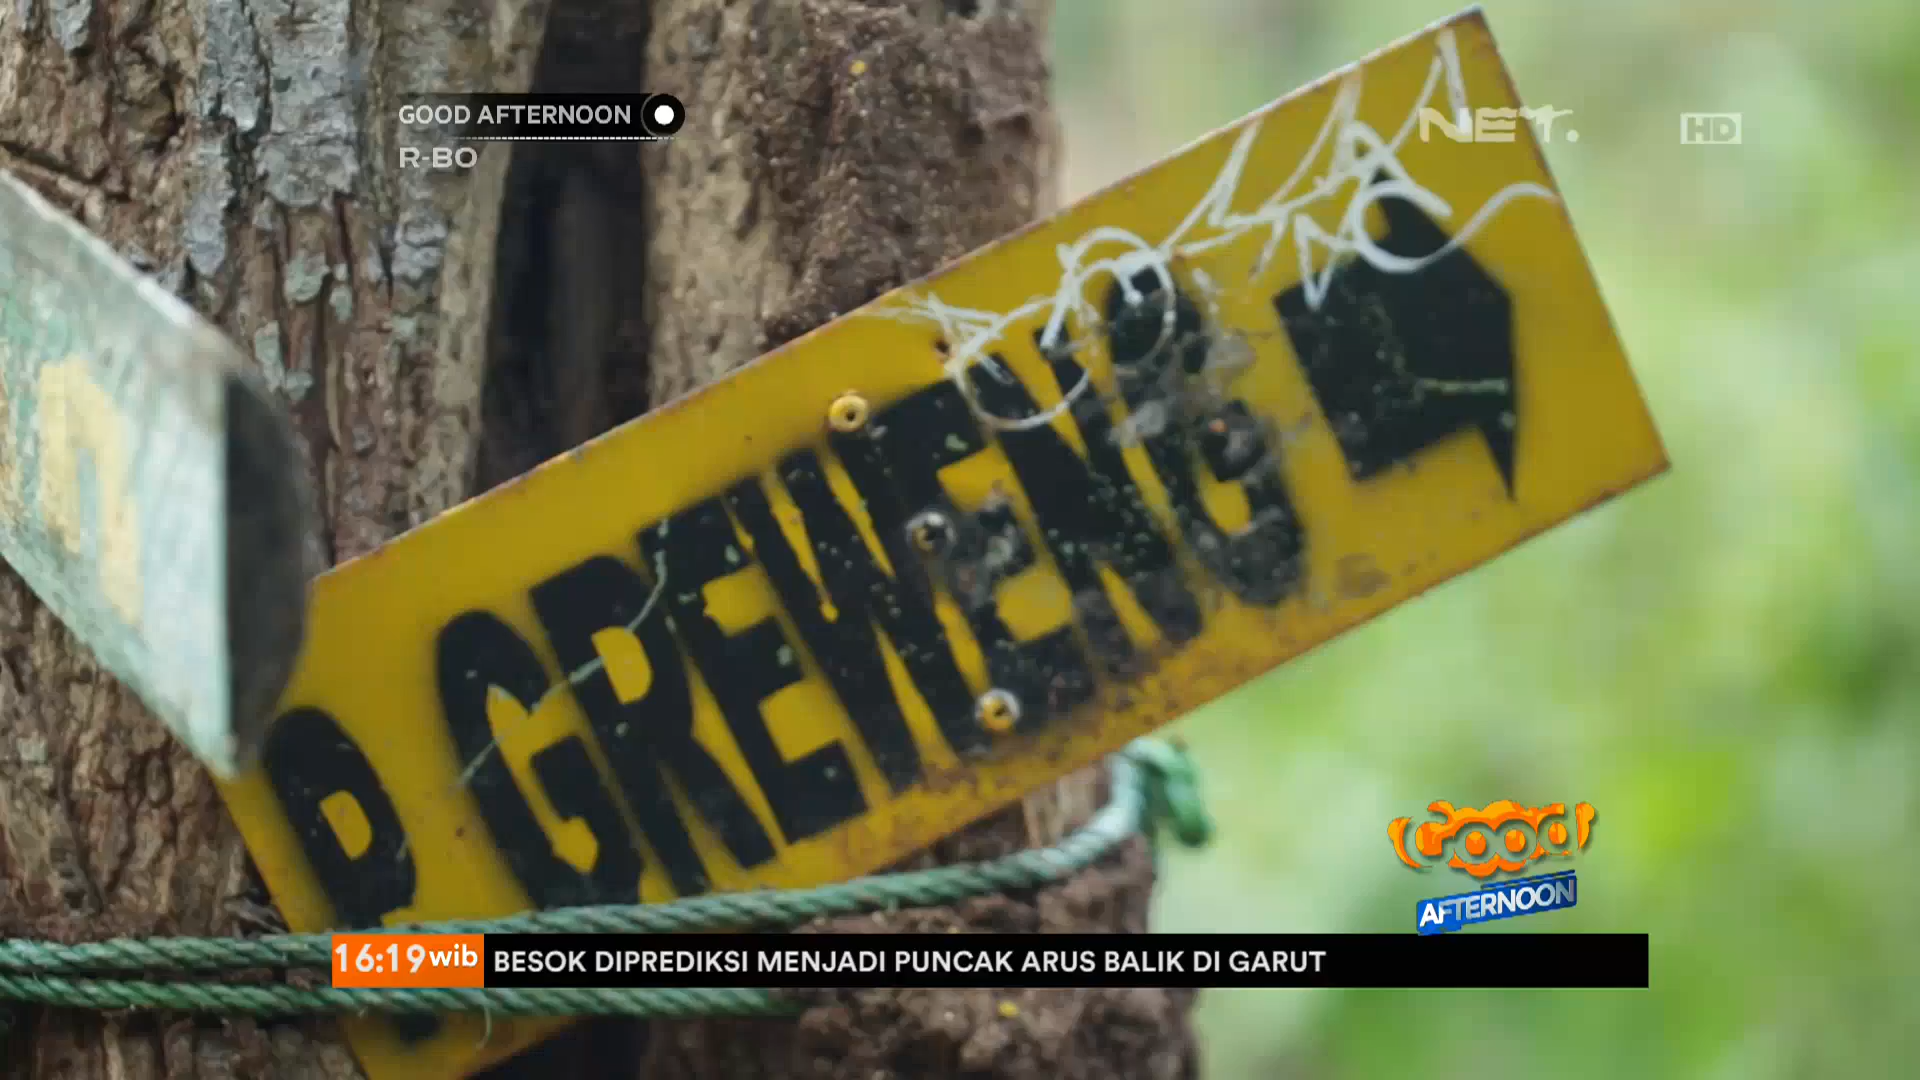 GOOD AFTERNOON
R-BO
NET.
HD
P GREWENG
Good
AFTERNOON
16:19 wib
BESOK DIPREDIKSI MENJADI PUNCAK ARUS BALIK DI GARUT